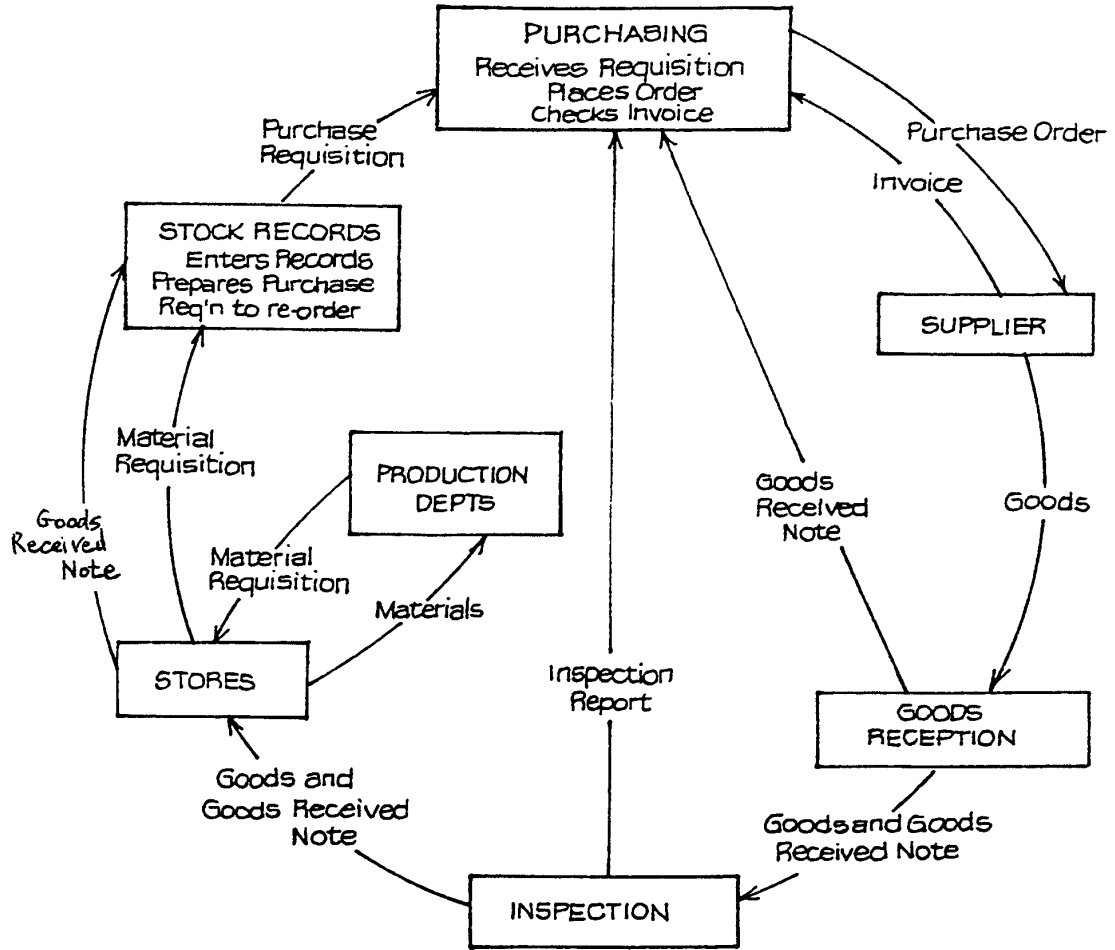 PURCHASING
Receives Requisition
Places Order
Checks Invoice
Purchase
Requisition
Purchase Order
Invoice
STOCK RECORDS
Enters Records
Prepares Purchase
Req'n to re-order
SUPPLIER
Material
Requisition
PRODUCTION
DEPTS
Goods
Received
Note
Goods
Goods
Received
Note
Material
Requisition
Materials
STORES
Inspection
Report
GOODS
RECEPTION
Goods and
Goods Received
Note
Goods and Goods
Received Note
INSPECTION